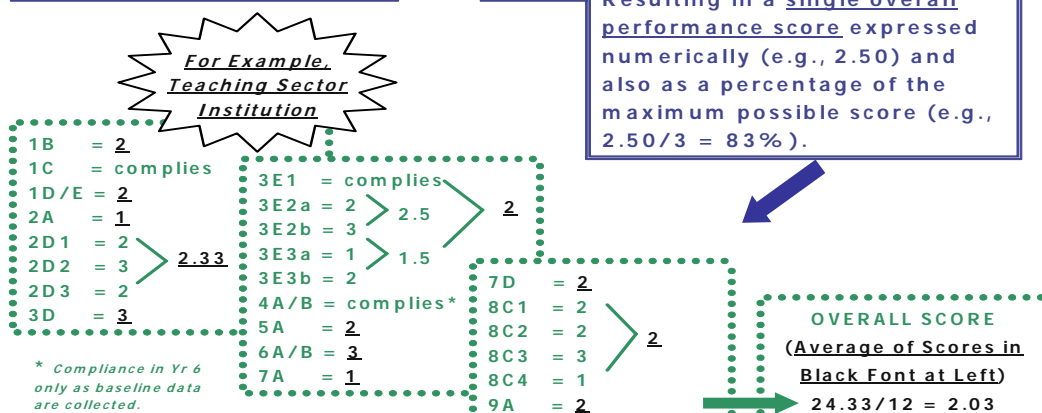 Resulting in a single overall
performance score expressed
numerically (e.g., 2.50) and
also as a percentage of the
maximum possible score (e.g.,
2.50/3 = 83%).
For Example,
Teaching Sector
Institution
1B = 2
1C = complies
1D/E = 2
2A = 1
2D1 = 2
2D2 = 3
2D3 = 2
2.33
3D = 3
* Compliance in Yr 6
only as baseline data
are collected.
3E1 = complies
3E2a = 2
3E2b = 3
2.5
3E3a = 1
3E3b = 2
1.5
2
4A/B = complies*
5A = 2
6A/B = 3
7A = 1
7D = 2
8C1 = 2
8C2 = 2
8C3 = 3
8C4 = 1
2
9A = 2
OVERALL SCORE
(Average of Scores in
Black Font at Left)
24.33/12 = 2.03